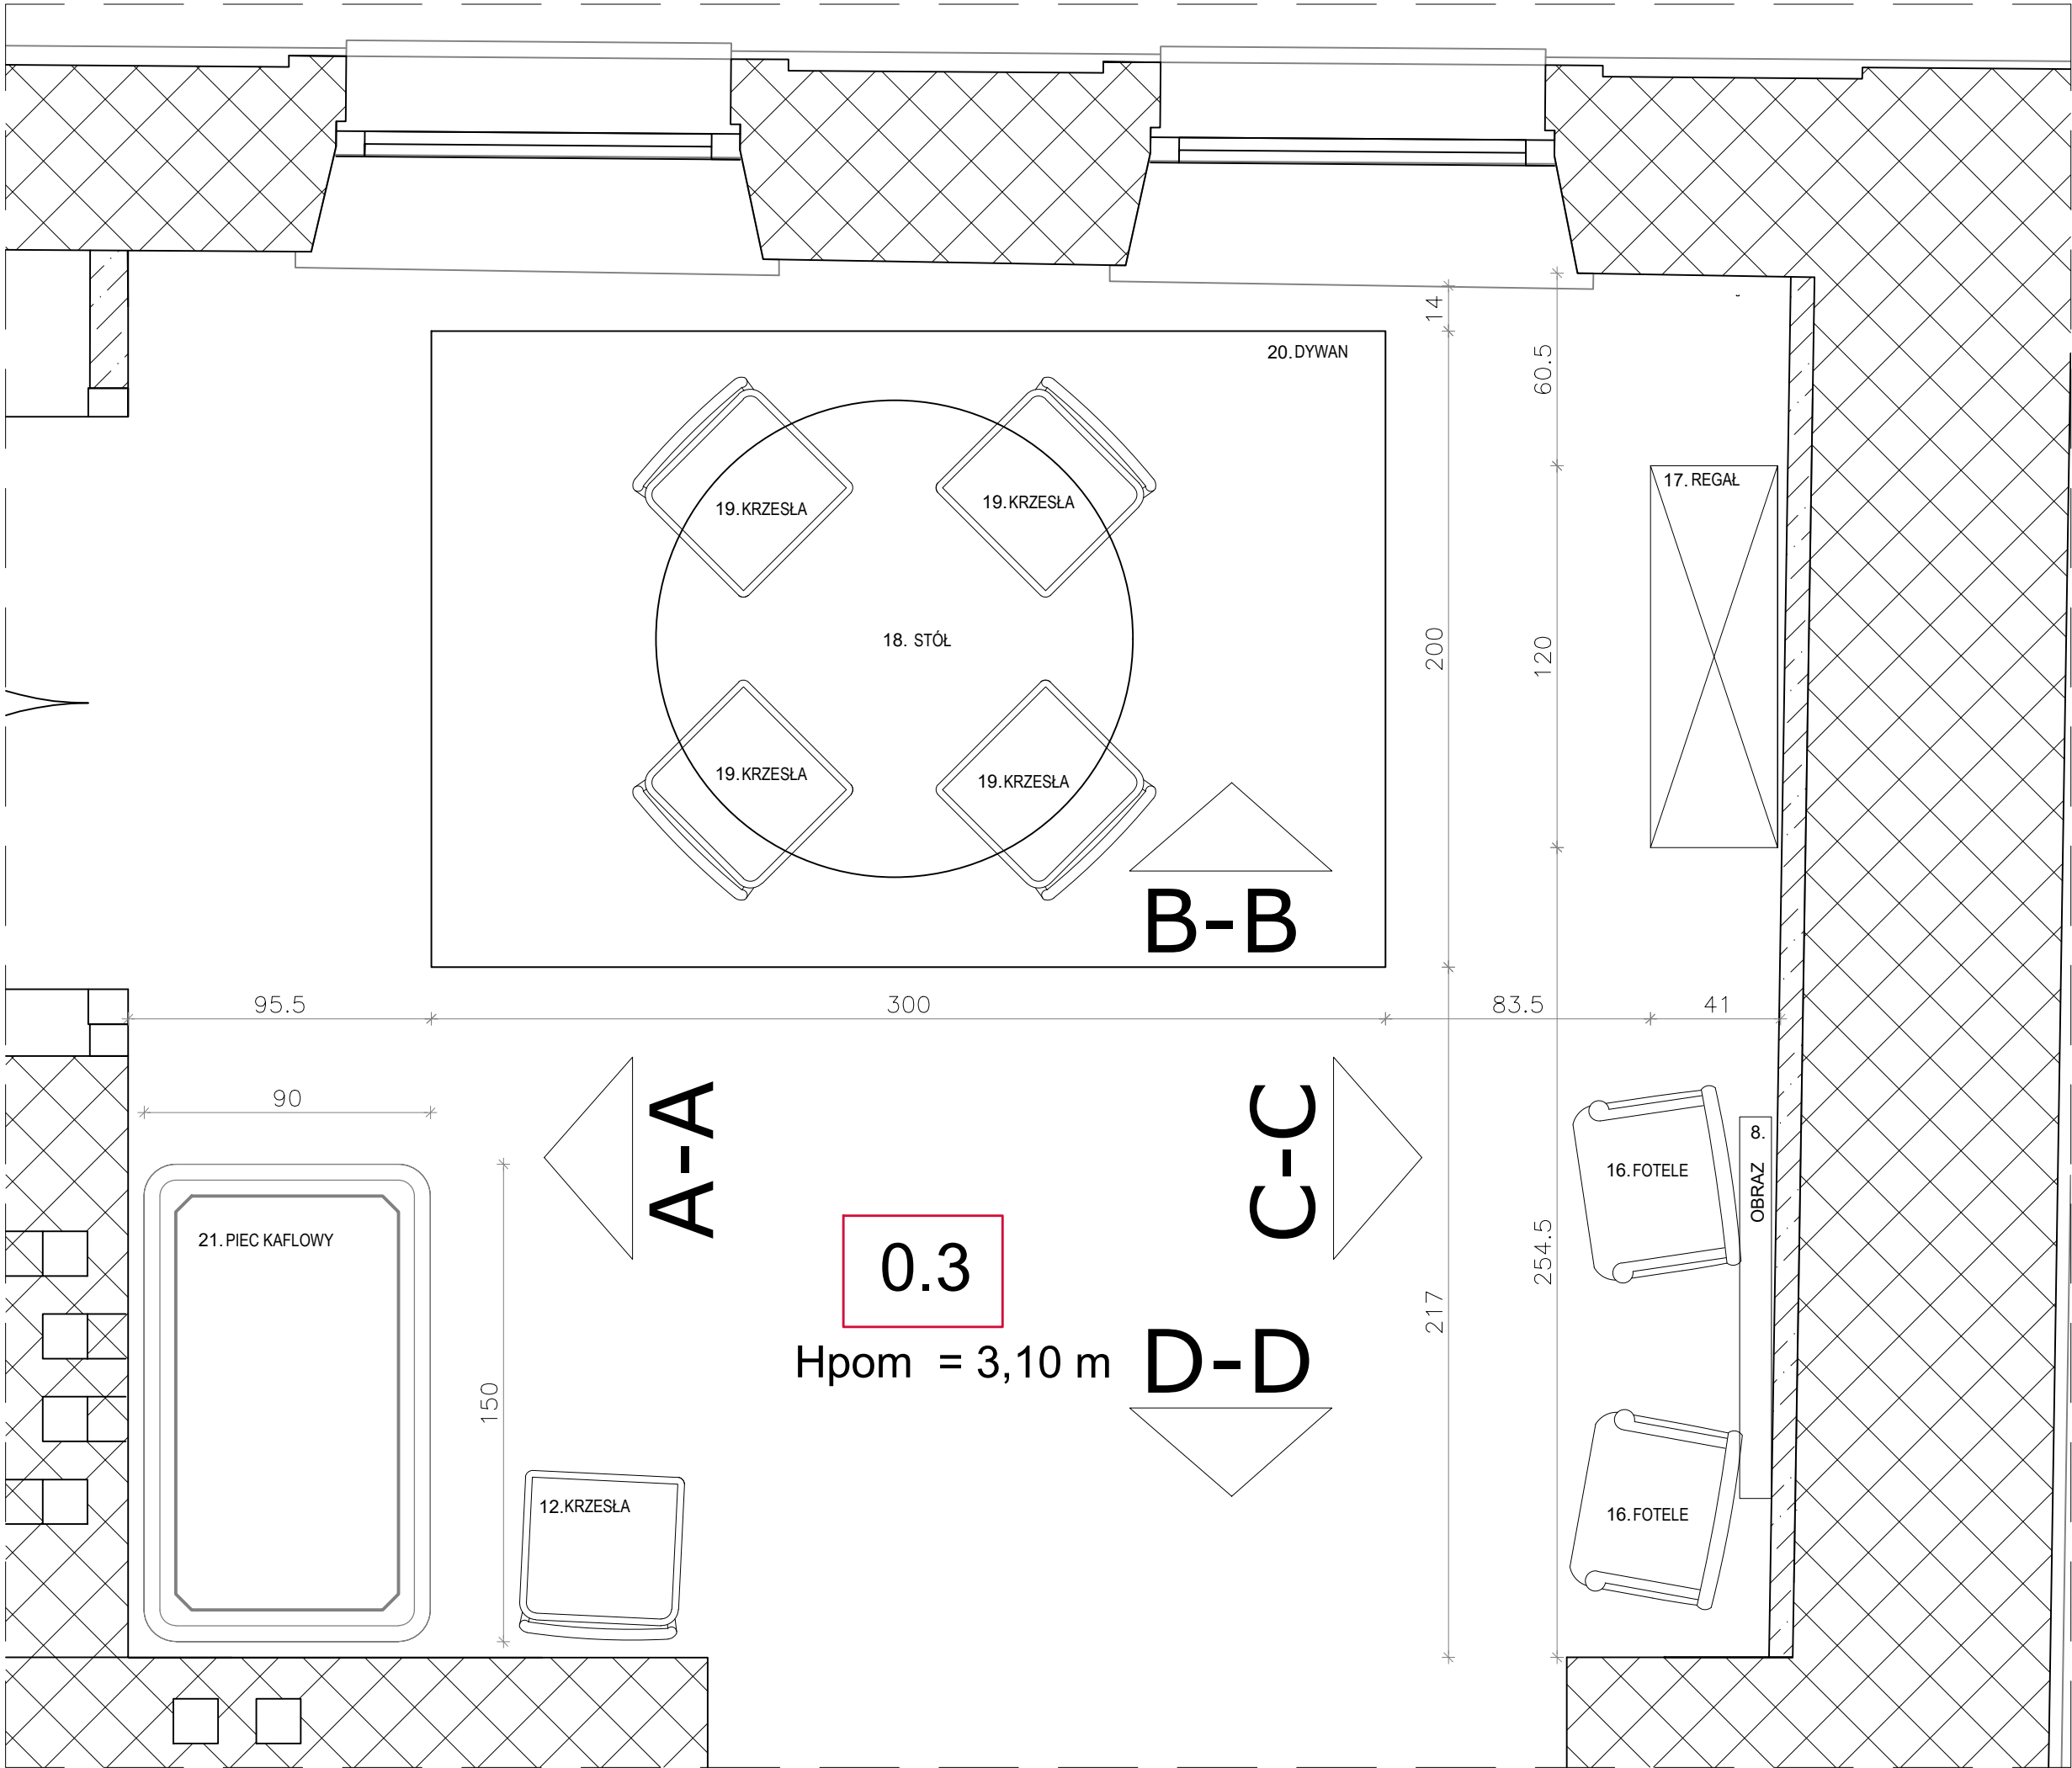 14
20. DYWAN
60.5
17. REGAŁ
19. KRZESŁA
19. KRZESŁA
18. STÓŁ
200
120
19. KRZESŁA
19. KRZESŁA
B-B
95.5
300
83.5
41
90
A-A
C-C
8.
OBRAZ
16. FOTELE
21. PIEC KAFLOWY
0.3
254.5
217
Hpom = 3,10 m
D-D
150
12. KRZESŁA
16. FOTELE